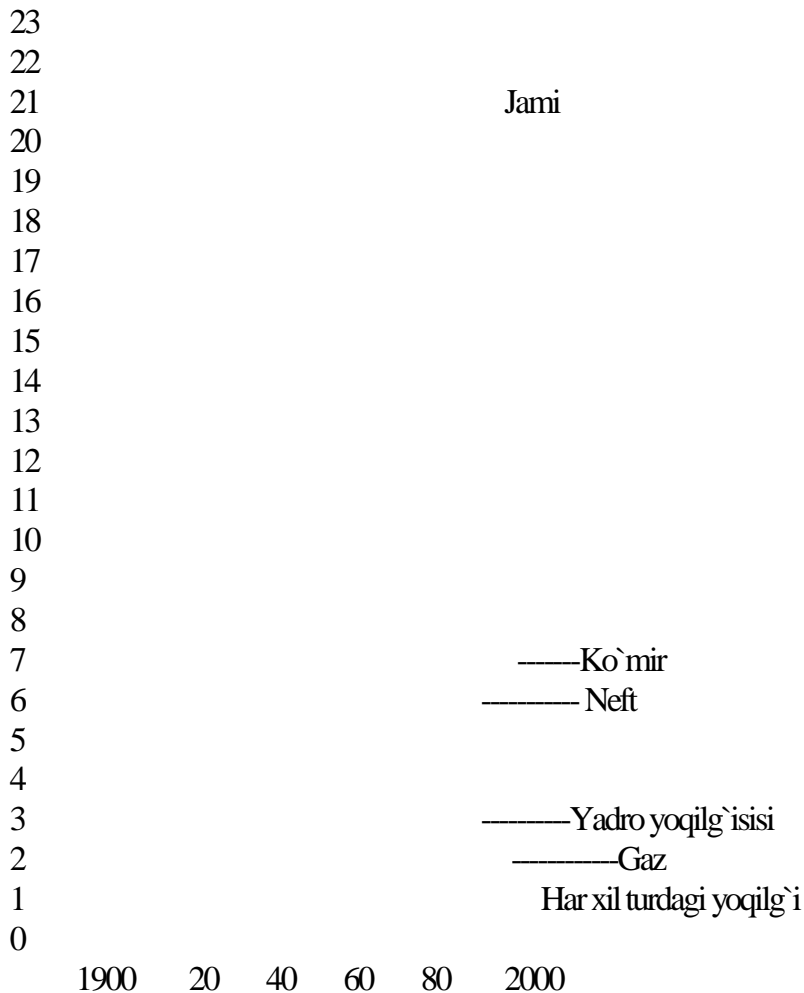 23
22
21 Jami
20
19
18
17
16
15
14
13
12
11
10
9
8
7 -------Ko`mir
6 ----------- Neft
5
4
3 ----------Yadro yoqilg`isisi
2 ------------Gaz
1 Har xil turdagi yoqilg`i
0
1900 20 40 60 80 2000